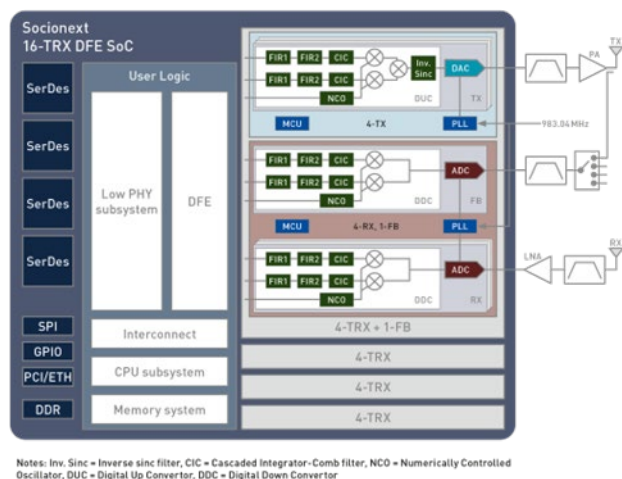 Socionext
16-TRX DFE SoC
SerDes
SerDes
SerDes
SerDes
SPI
GPIO
PCI/ETH
DDR
User Logic
Low PHY
subsystem
DFE
Interconnect
CPU subsystem
Memory system
FIR1 FIR2 CIC
FIR1 FIR2 CIC
NCO
Inv.
Sinc
DUC
DAC
TX
MCU 4-TX PLL
FIR1 FIR2 CIC
FIR1 FIR2 CIC
NCO
DDC
ADC
FB
MCU 4-RX, 1-FB PLL
FIR1 FIR2 CIC
FIR1 FIR2 CIC
NCO
DDC
ADC
RX
4-TRX + 1-FB
4-TRX
4-TRX
4-TRX
PA
TX
983.04MHz
LNA
RX
Notes: Inv. Sinc = Inverse sinc filter, CIC = Cascaded Integrator-Comb filter, NCO = Numerically Controlled
Oscillator, DUC = Digital Up Convertor, DDC = Digital Down Convertor